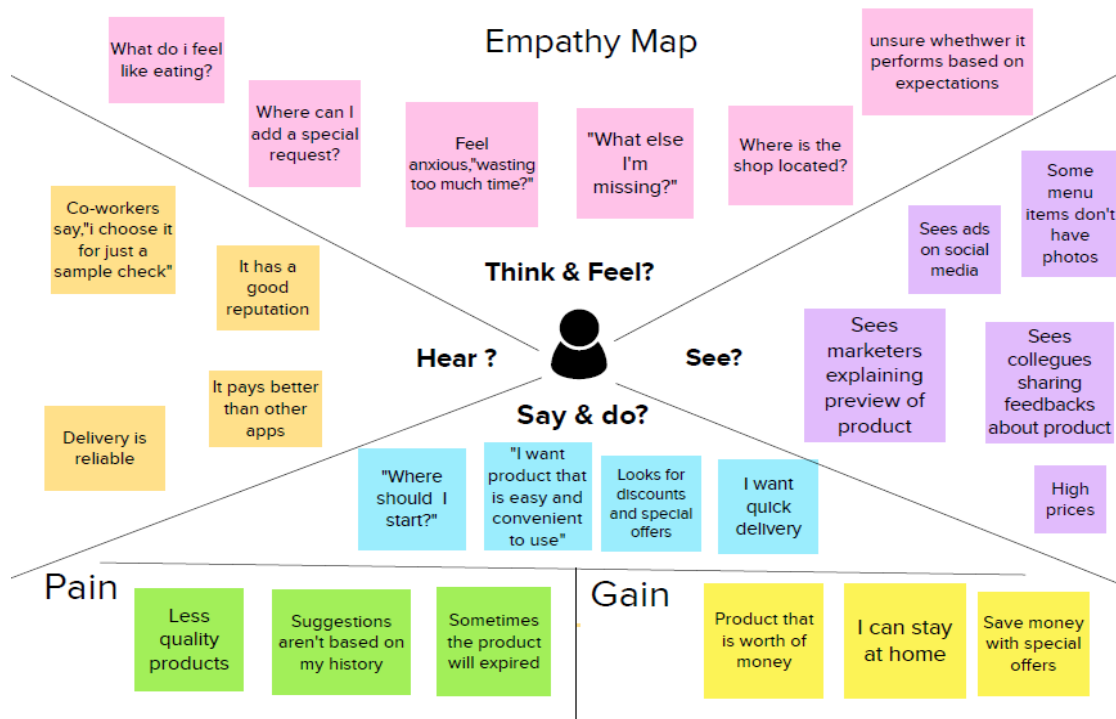 Empathy Map
What do i feel
like eating?
Where can I
add a special
request?
Feel
anxious,"wasting
too much time?"
"What else
I'm
missing?"
Where is the
shop located?
unsure whethwer it
performs based on
expectations
Think & Feel?
Co-workers
say,"i choose it
for just a
sample check"
It has a
good
reputation
It pays better
than other
apps
Delivery is
reliable
Hear ?
See?
Sees ads
on social
media
Some
menu
items don't
have
photos
Sees
marketers
explaining
preview of
product
Sees
collegues
sharing
feedbacks
about product
High
prices
Say & do?
"Where
should I
start?"
"I want
product that
is easy and
convenient
to use"
Looks for
discounts
and special
offers
I want
quick
delivery
Pain
Less
quality
products
Suggestions
aren't based on
my history
Sometimes
the product
will expired
Gain
Product that
is worth of
money
I can stay
at home
Save money
with special
offers